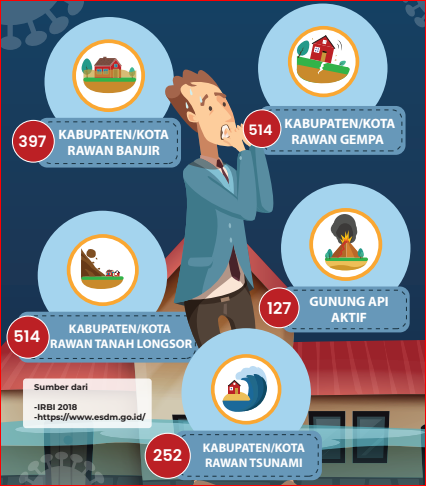 397
KABUPATEN/KOTA
RAWAN BANJIR
514
KABUPATEN/KOTA
RAWAN GEMPA
514
KABUPATEN/KOTA
RAWAN TANAH LONGSOR
127
GUNUNG API
AKTIF
Sumber dari
-IRBI 2018
-https://www.esdm.go.id/
252
KABUPATEN/KOTA
RAWAN TSUNAMI